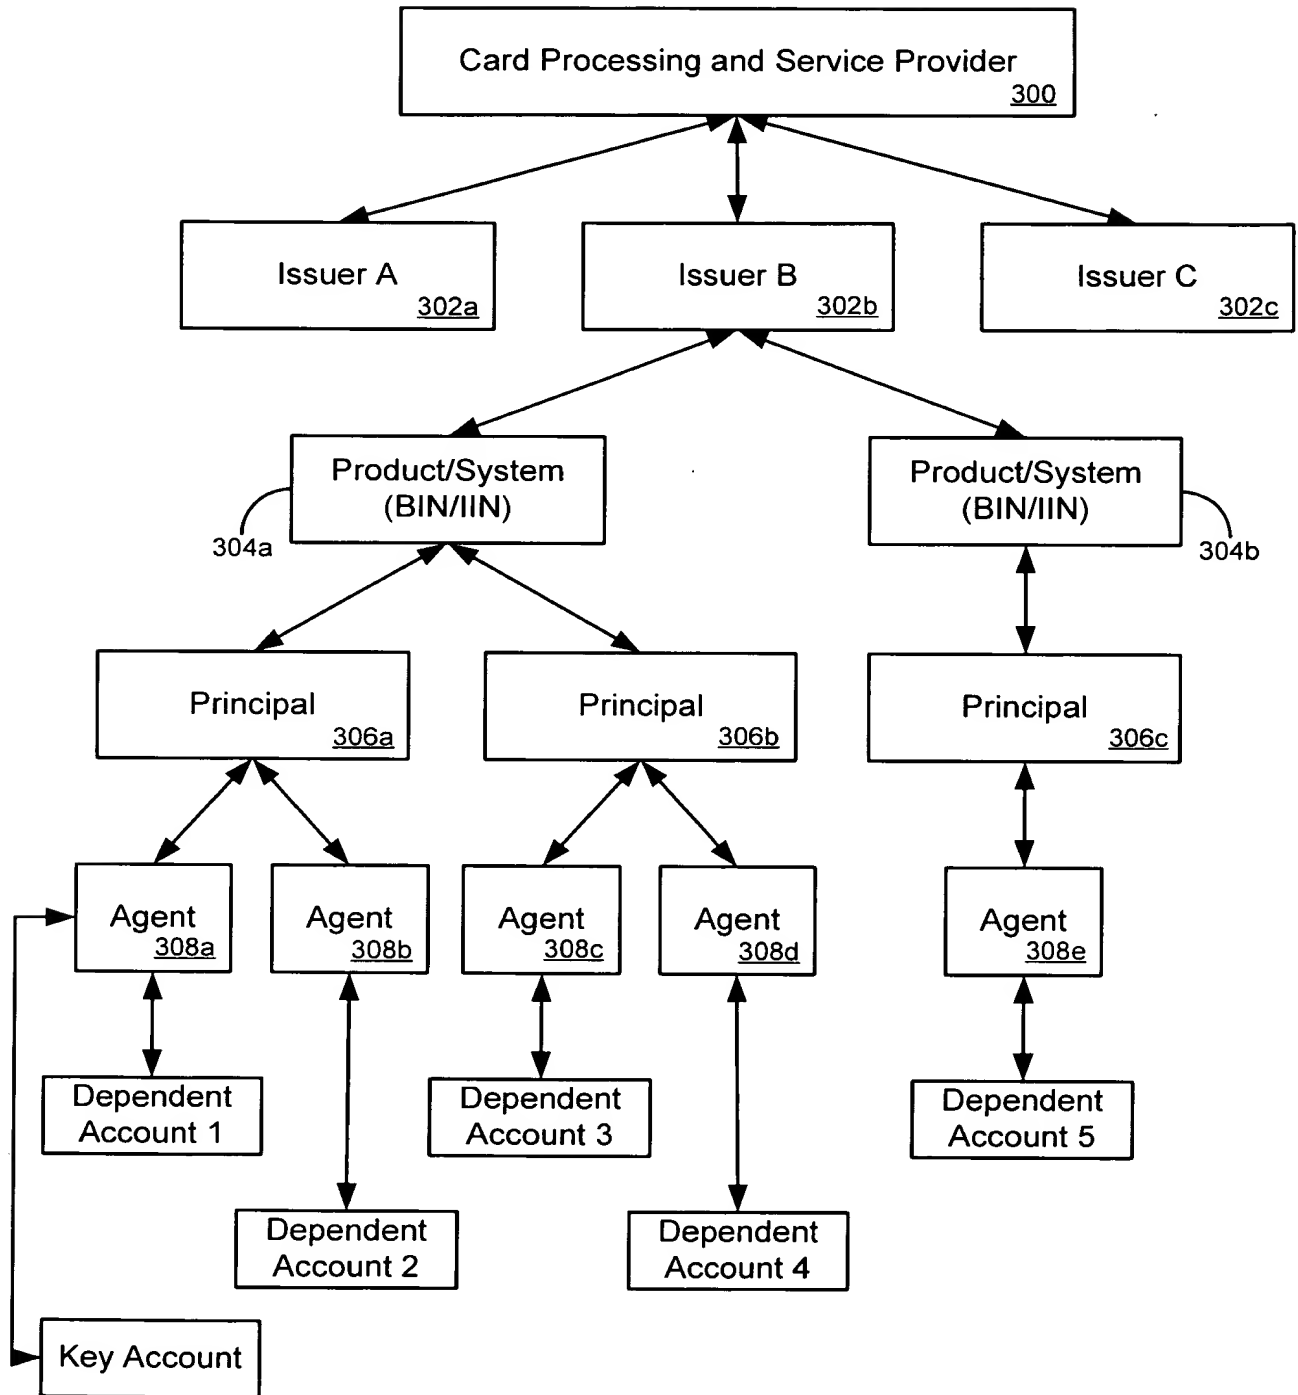 Card Processing and Service Provider
300
Issuer A
302a
Issuer B
302b
Issuer C
302c
Product/System
(BIN/IIN)
304a
Product/System
(BIN/IIN)
304b
Principal
306a
Principal
306b
Principal
306c
Agent
308a
Agent
308b
Agent
308c
Agent
308d
Agent
308e
Dependent
Account 1
Dependent
Account 3
Dependent
Account 5
Dependent
Account 2
Dependent
Account 4
Key Account